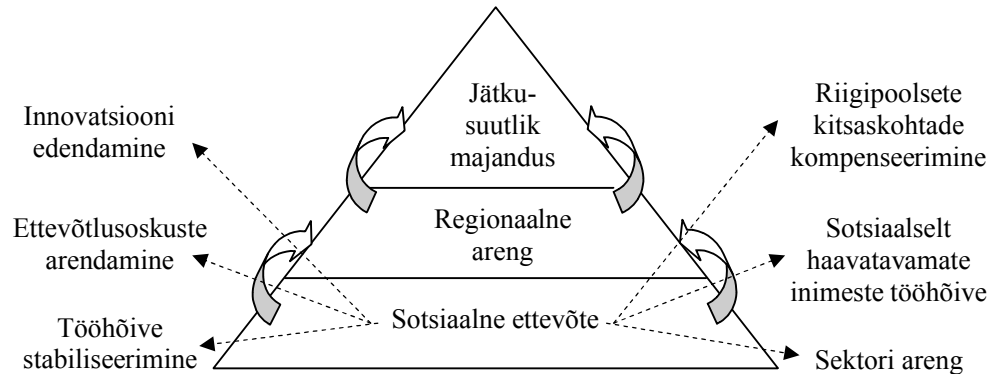 Innovatsiooni
edendamine
Ettevõtlusoskuste
arendamine
Tööhõive
stabiliseerimine
Jätku-
suutlik
majandus
Regionaalne
areng
Sotsiaalne ettevõte
Riigipoolsete
kitsaskohtade
kompenseerimine
Sotsiaalselt
haavatavamate
inimeste tööhõive
Sektori areng